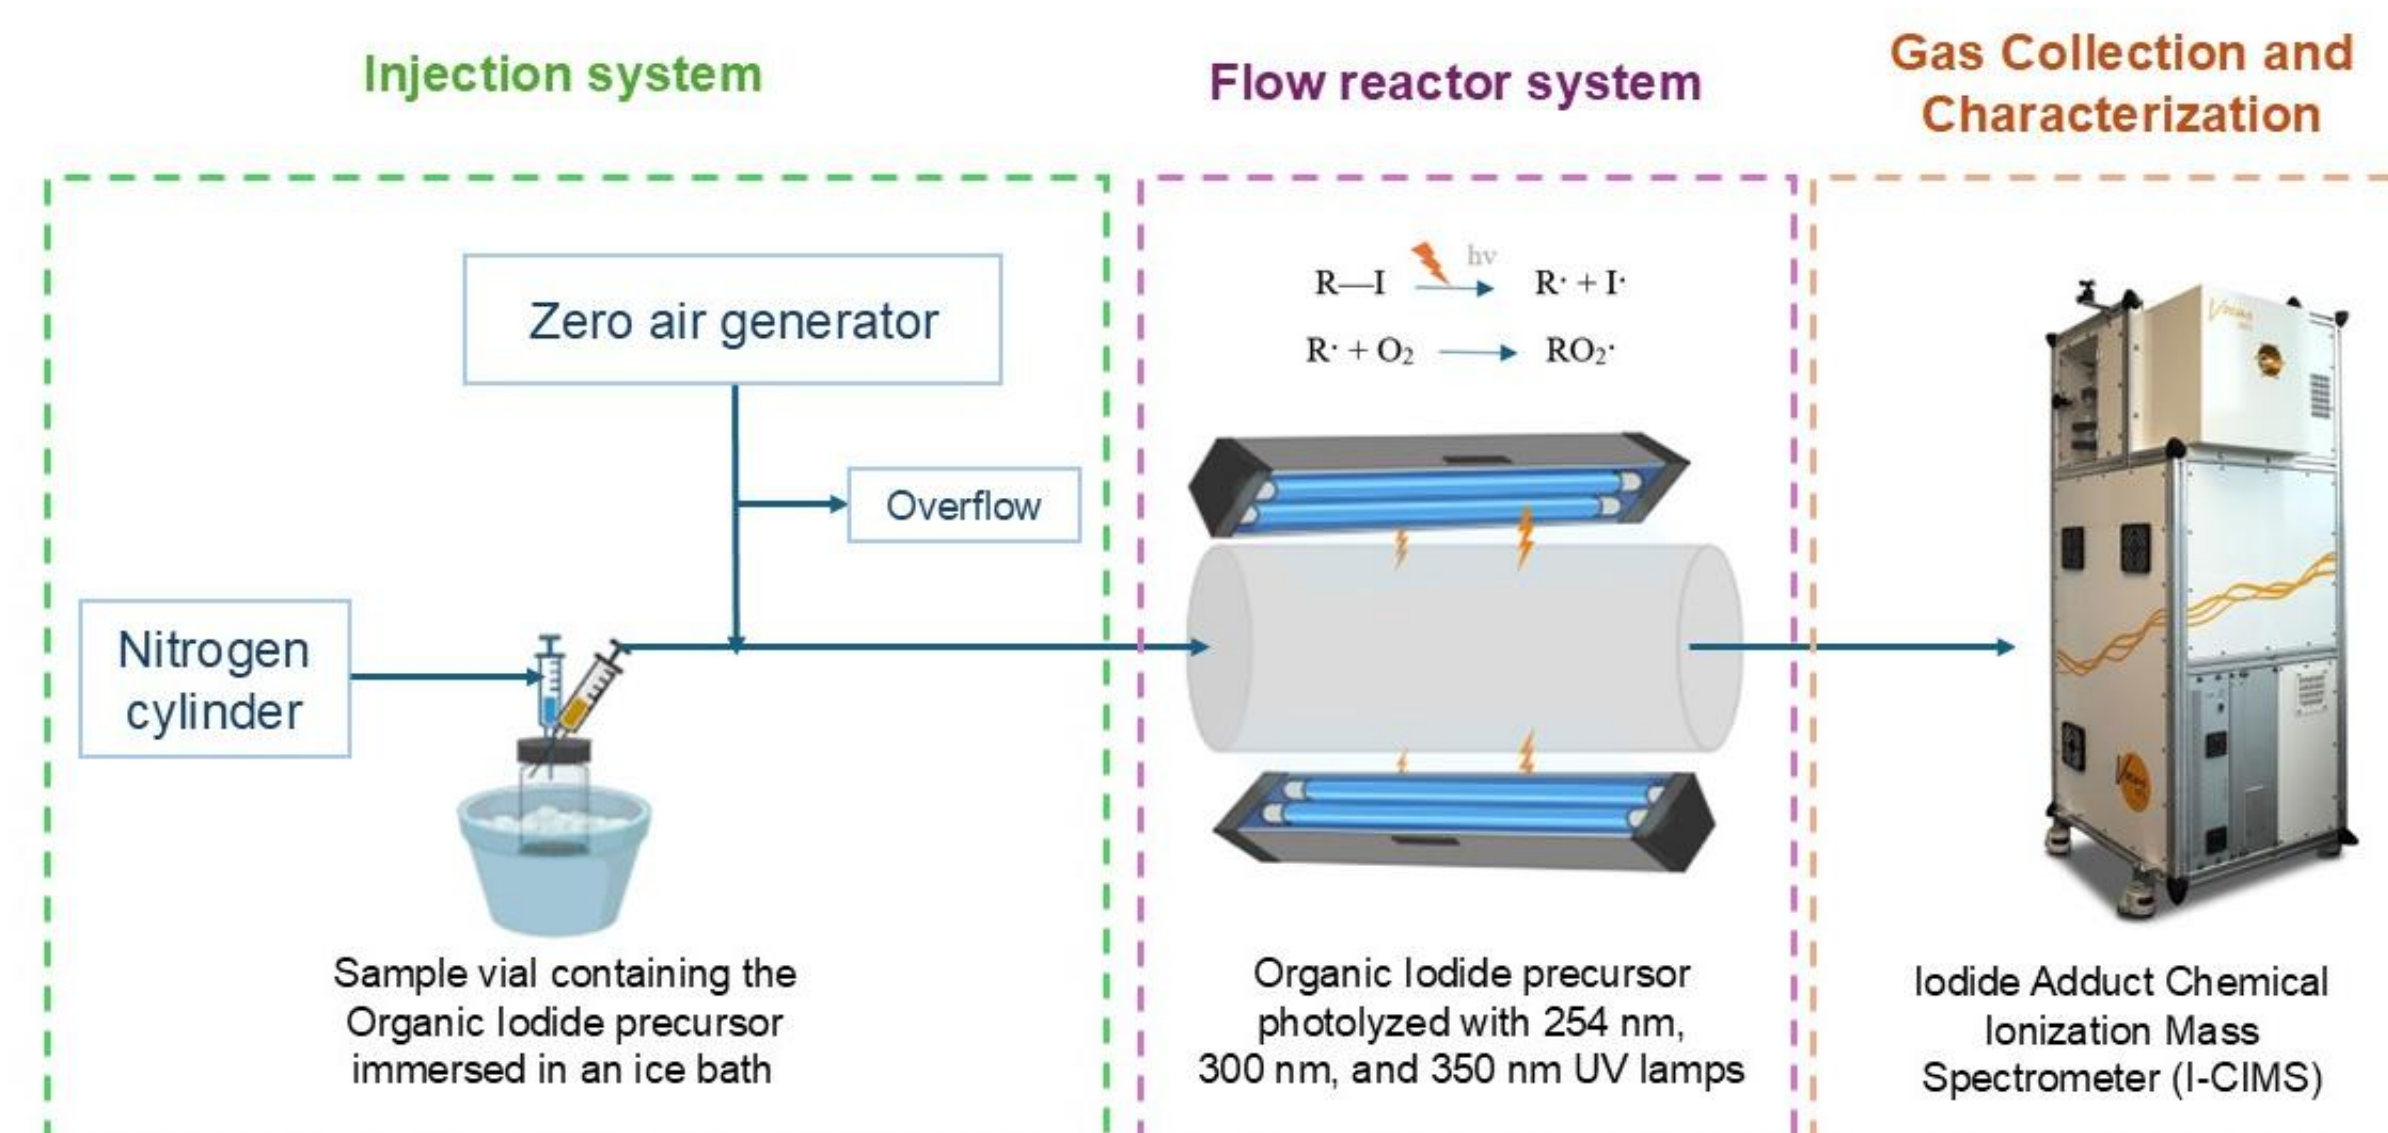 Injection system
Flow reactor system
Gas Collection and
Characterization
Zero air generator
Overflow
Nitrogen
cylinder
Sample vial containing the
Organic Iodide precursor
immersed in an ice bath
R—I hv R· + I·
R· + O₂ RO₂·
Organic Iodide precursor
photolyzed with 254 nm,
300 nm, and 350 nm UV lamps
Iodide Adduct Chemical
Ionization Mass
Spectrometer (I-CIMS)